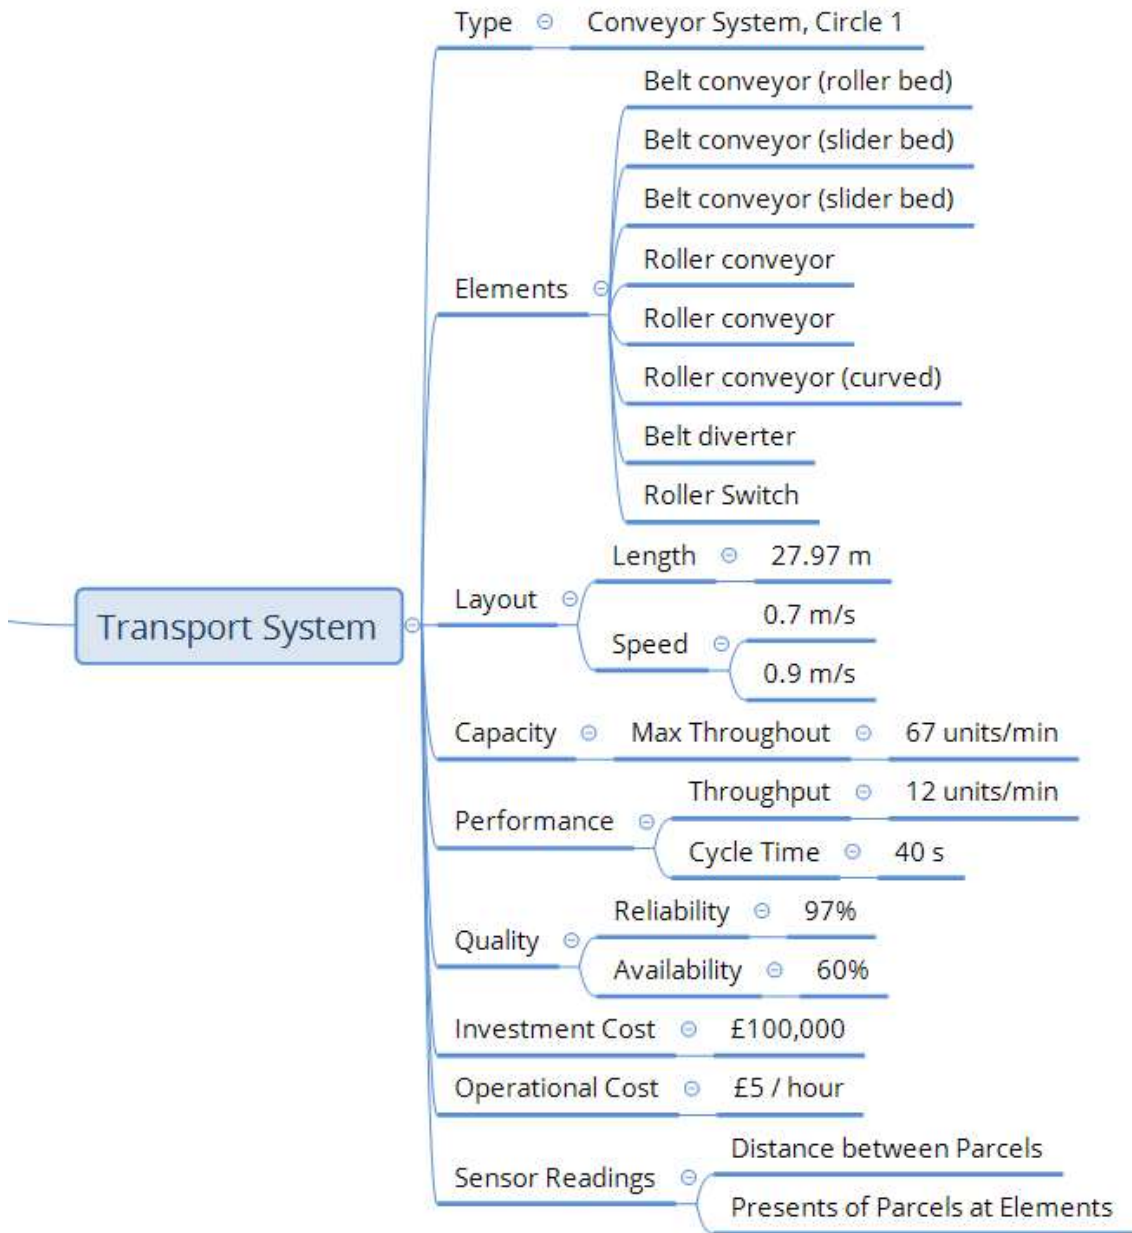 Type
Conveyor System, Circle 1
Belt conveyor (roller bed)
Belt conveyor (slider bed)
Belt conveyor (slider bed)
Roller conveyor
Elements
Roller conveyor
Roller conveyor (curved)
Belt diverter
Roller Switch
Length
27.97 m
Layout
0.7 m/s
Transport System
Speed
0.9 m/s
Capacity
Max Throughout
67 units/min
Throughput
12 units/min
Performance
Cycle Time
40 s
Reliability
97%
Quality
Availability
60%
Investment Cost
£100,000
Operational Cost
£5 / hour
Distance between Parcels
Sensor Readings
Presents of Parcels at Elements